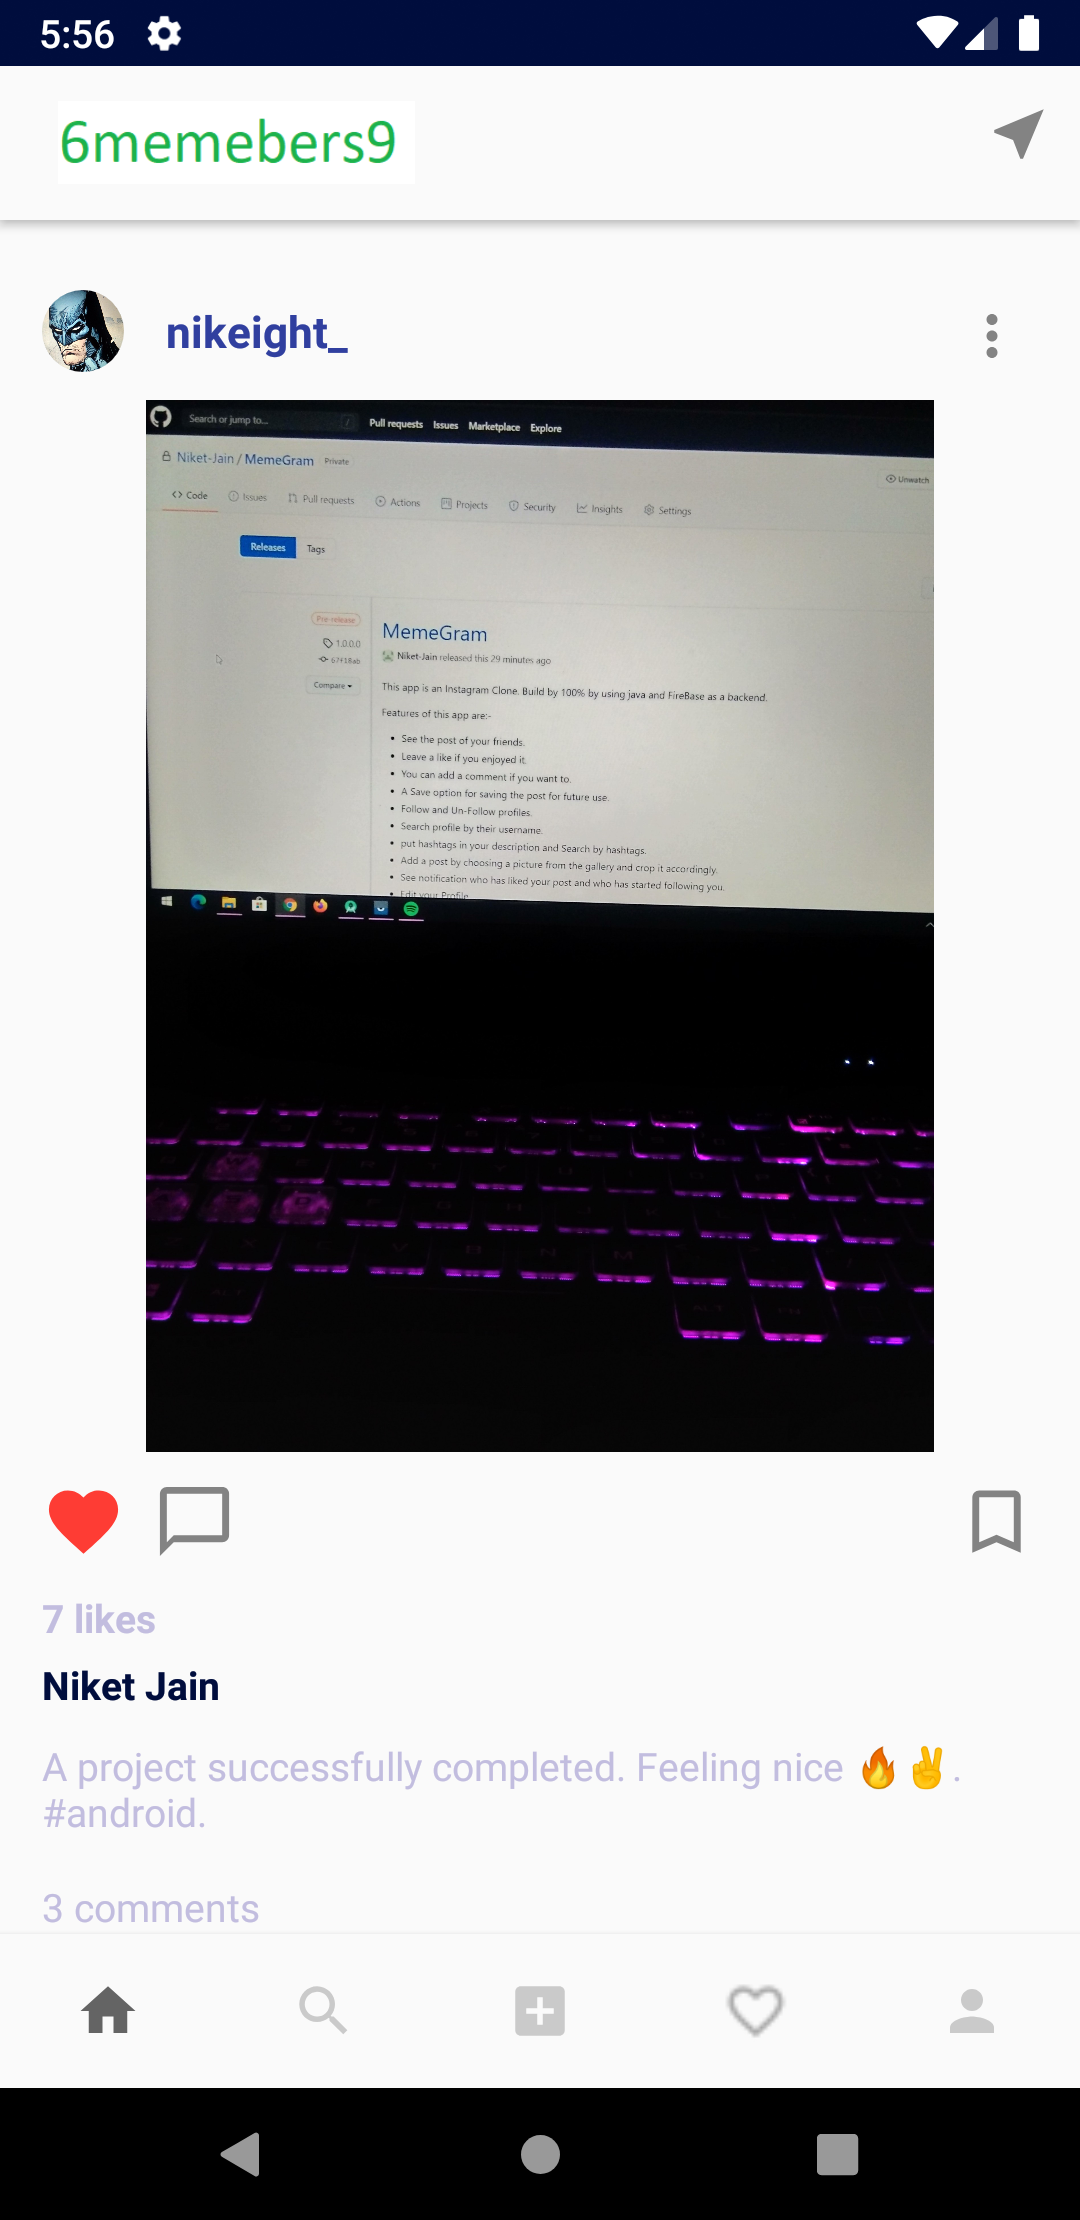 5:56
6memebers9
nikeight_
Search or jump to... /
Pull requests Issues Marketplace Explore
Niket-Jain / MemeGram Private
Unwatch
Code Issues Pull requests Actions Projects Security Insights Settings
Releases Tags
Pre-release
MemeGram
1.0.0.0
Niket-Jain released this 29 minutes ago
Compare
This app is an Instagram Clone. Build by 100% by using java and FireBase as a backend.
Features of this app are:-
• See the post of your friends.
• Leave a like if you enjoyed it.
• You can add a comment if you want to.
• A Save option for saving the post for future use.
• Follow and Un-Follow profiles.
• Search profile by their username.
• put hashtags in your description and Search by hashtags.
• Add a post by choosing a picture from the gallery and crop it accordingly.
• See notification who has liked your post and who has started following you.
• Edit your Profile
7 likes
Niket Jain
A project successfully completed. Feeling nice 🔥✌.
#android.
3 comments